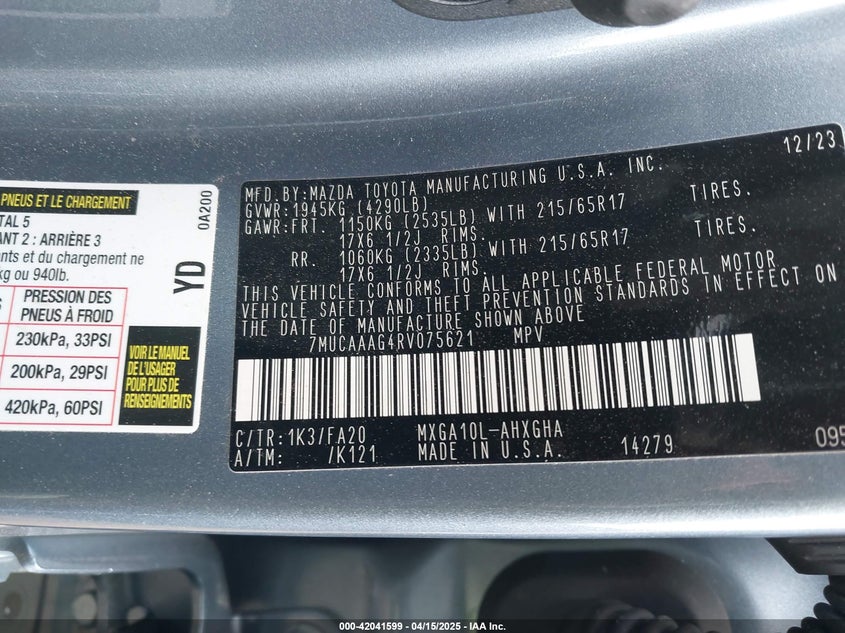 PNEUS ET LE CHARGEMENT
TAL 5
ANT 2 : ARRIÈRE 3
ants et du chargement ne
kg ou 940lb.
PRESSION DES
PNEUS À FROID
230kPa, 33PSI
200kPa, 29PSI
420kPa, 60PSI
VOIR LE MANUEL
DE L'USAGER
POUR PLUS DE
RENSEIGNEMENTS
YD
0A200
12/23
MFD.BY:MAZDA TOYOTA MANUFACTURING U.S.A. INC.
GVWR:1945KG (4290LB)
GAWR:FRT. 1150KG (2535LB) WITH 215/65R17 TIRES.
17X6 1/2J RIMS.
RR. 1060KG (2335LB) WITH 215/65R17 TIRES.
17X6 1/2J RIMS.
THIS VEHICLE CONFORMS TO ALL APPLICABLE FEDERAL MOTOR
VEHICLE SAFETY AND THEFT PREVENTION STANDARDS IN EFFECT ON
THE DATE OF MANUFACTURE SHOWN ABOVE
7MUCAAAG4RV075621 MPV
C/TR:1K3/FA20 MXGA10L-AHXGHA
A/TM: /K121 MADE IN U.S.A. 14279 095
000-42041599 - 04/15/2025 - IAA Inc.